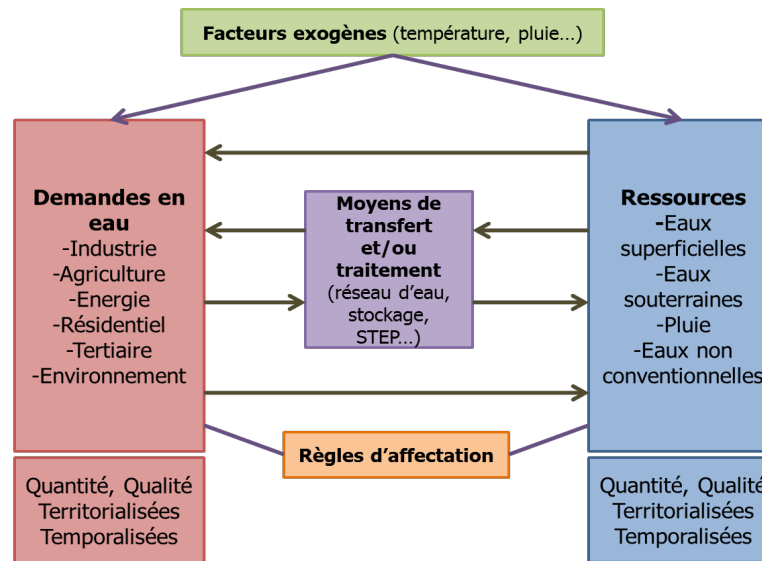 Facteurs exogènes (température, pluie…)
Demandes en
eau
-Industrie
-Agriculture
-Energie
-Résidentiel
-Tertiaire
-Environnement
Moyens de
transfert
et/ou
traitement
(réseau d’eau,
stockage,
STEP…)
Ressources
-Eaux
superficielles
-Eaux
souterraines
-Pluie
-Eaux non
conventionnelles
Règles d’affectation
Quantité, Qualité
Territorialisées
Temporalisées
Quantité, Qualité
Territorialisées
Temporalisées